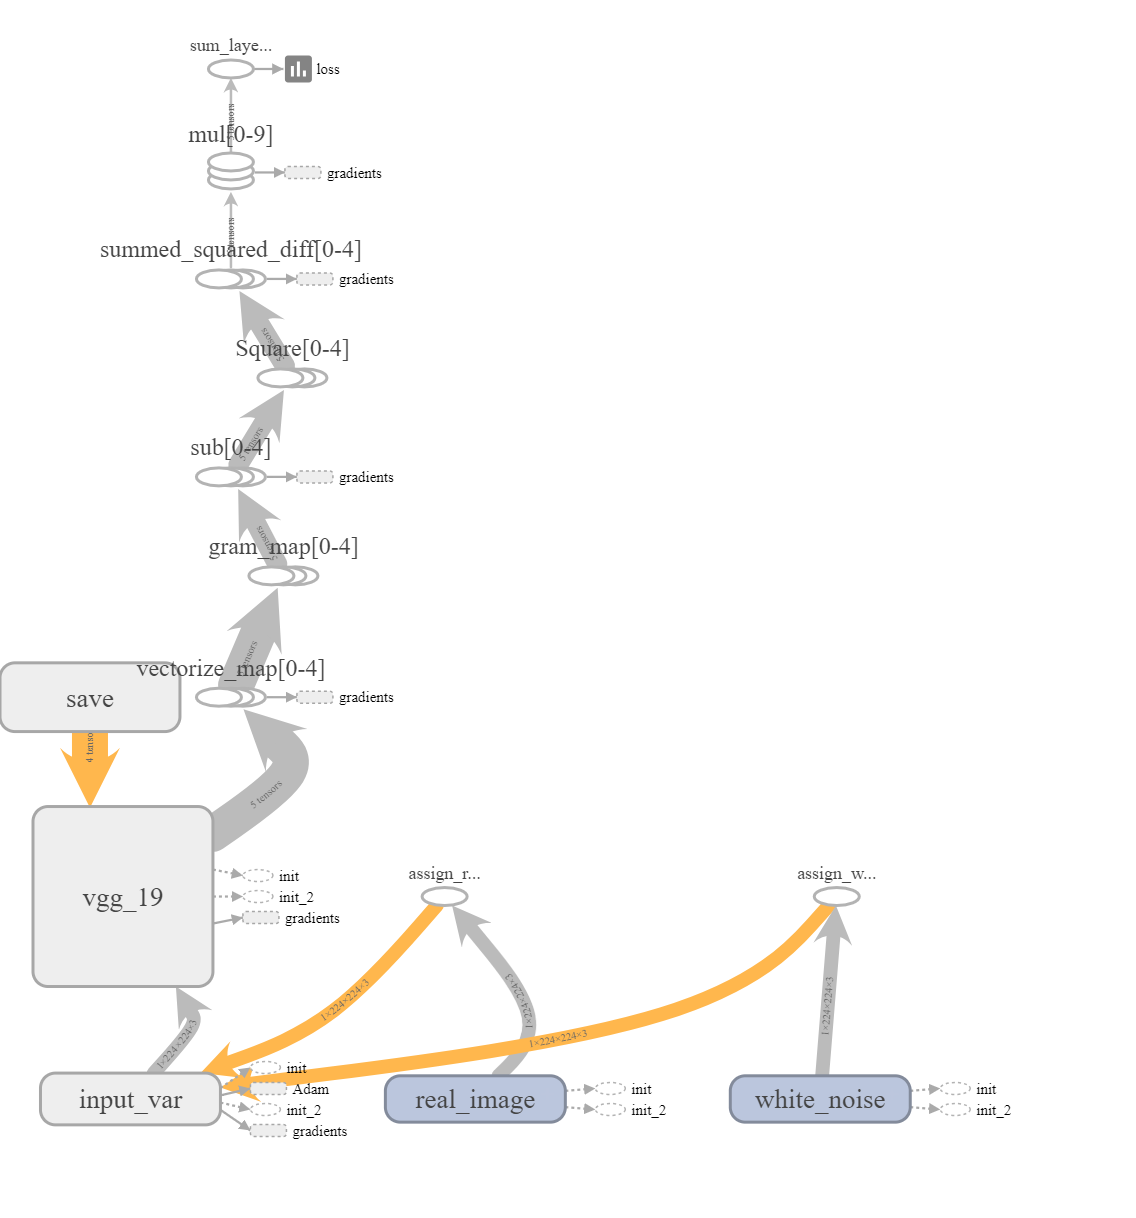 sum_laye...
loss
mul[0-9]
gradients
summed_squared_diff[0-4]
gradients
Square[0-4]
sub[0-4]
5 tensors
gradients
gram_map[0-4]
vectorize_map[0-4]
gradients
save
5 tensors
vgg_19
init
init_2
gradients
assign_r...
assign_w...
1×224×224×3
1×224×224×3
1×224×224×3
1×224×224×3
1×224×224×3
input_var
init
Adam
init_2
gradients
real_image
init
init_2
white_noise
init
init_2